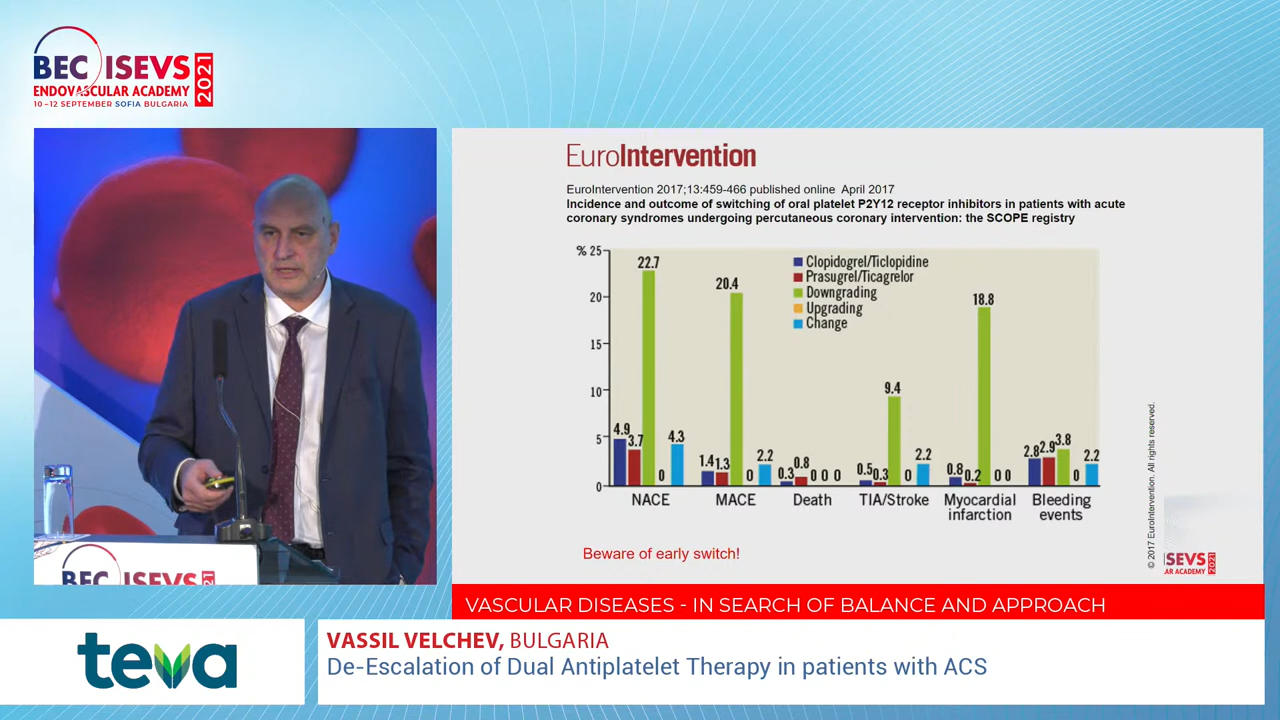 BEC ISEVS
2021
ENDOVASCULAR ACADEMY
10-12 SEPTEMBER SOFIA BULGARIA
BEC ISEVS
EuroIntervention
EuroIntervention 2017;13:459-466 published online April 2017
Incidence and outcome of switching of oral platelet P2Y12 receptor inhibitors in patients with acute
coronary syndromes undergoing percutaneous coronary intervention: the SCOPE registry
% 25
20
15
10
5
0
Clopidogrel/Ticlopidine
Prasugrel/Ticagrelor
Downgrading
Upgrading
Change
4.9 3.7 22.7 0 4.3
1.4 1.3 20.4 0 2.2
0.3 0.8 0 0 0
0.5 0.3 9.4 0 2.2
0.8 0.2 18.8 0 0
2.8 2.9 3.8 0 2.2
NACE MACE Death TIA/Stroke Myocardial infarction Bleeding events
Beware of early switch!
© 2017 EuroIntervention. All rights reserved.
ISEVS
AR ACADEMY
2021
VASCULAR DISEASES - IN SEARCH OF BALANCE AND APPROACH
teva
VASSIL VELCHEV, BULGARIA
De-Escalation of Dual Antiplatelet Therapy in patients with ACS